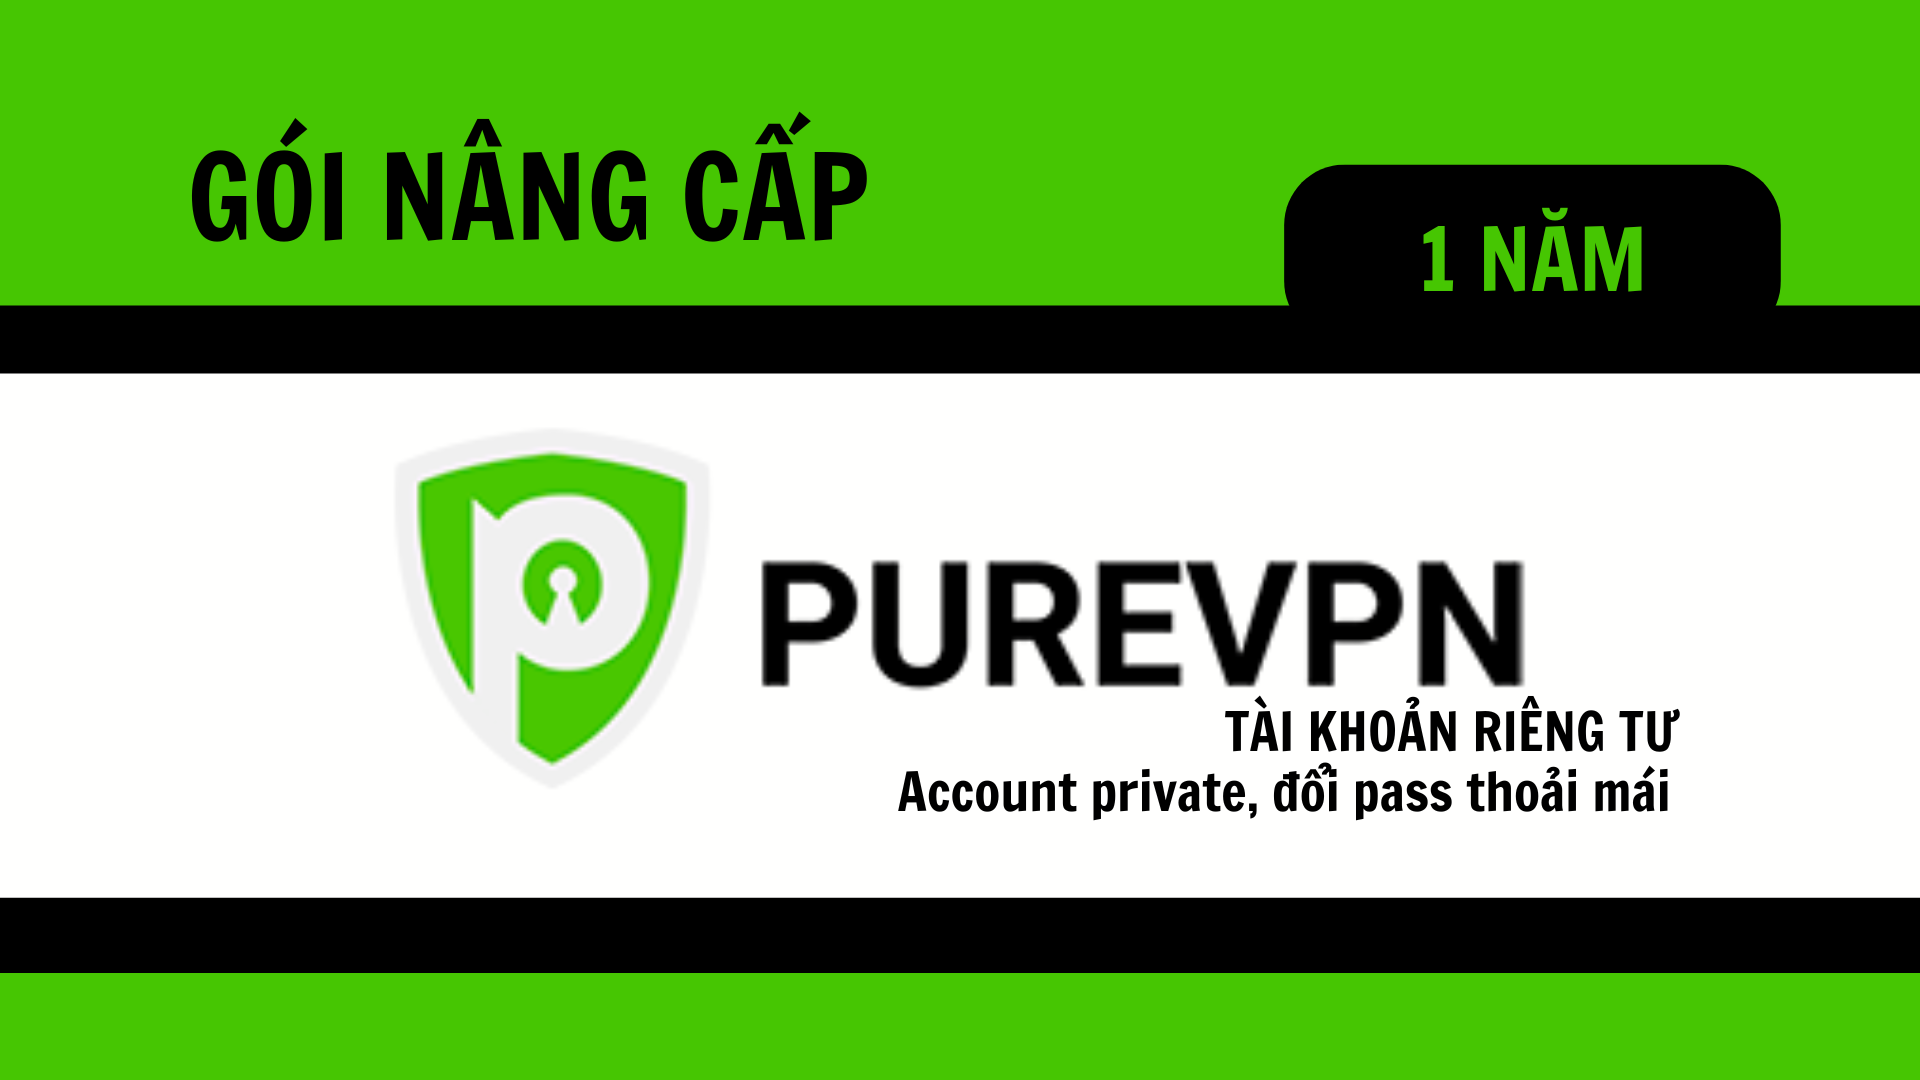 GÓI NÂNG CẤP
1 NĂM
PUREVPN
TÀI KHOẢN RIÊNG TƯ
Account private, đổi pass thoải mái